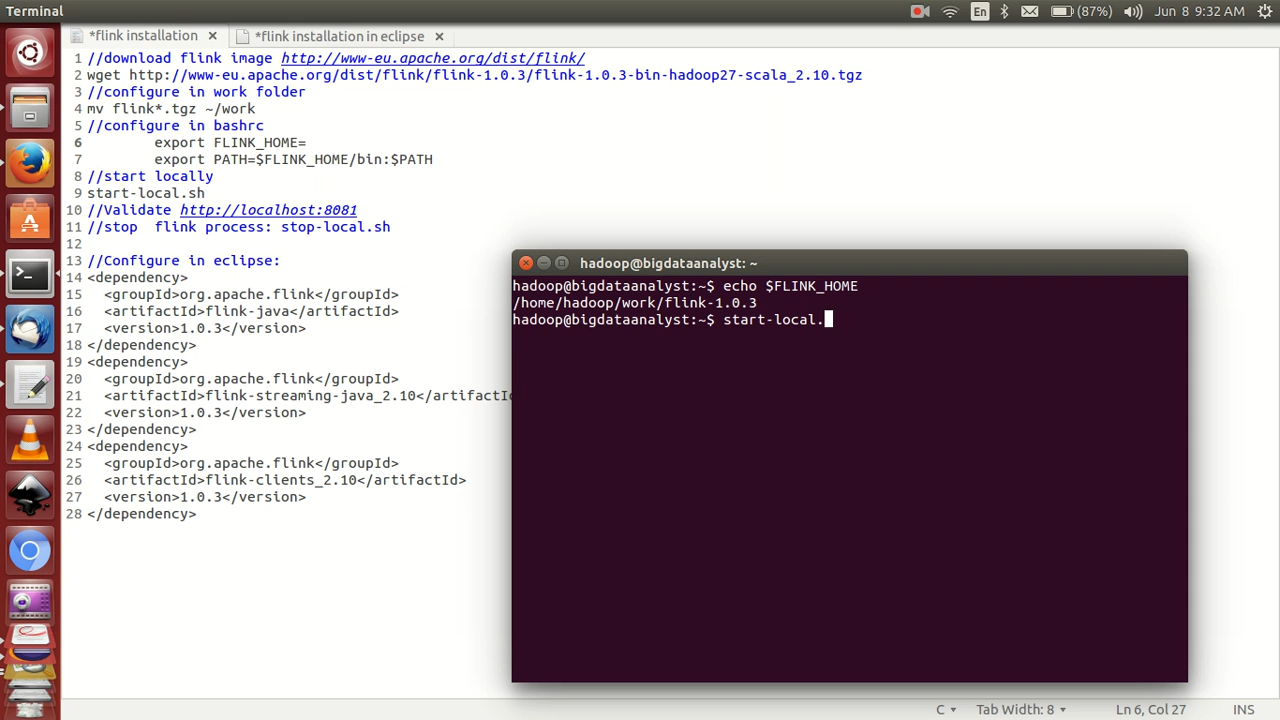 Terminal
En
(87%)
Jun 8 9:32 AM
*flink installation
*flink installation in eclipse
1 //download flink image http://www-eu.apache.org/dist/flink/
2 wget http://www-eu.apache.org/dist/flink/flink-1.0.3/flink-1.0.3-bin-hadoop27-scala_2.10.tgz
3 //configure in work folder
4 mv flink*.tgz ~/work
5 //configure in bashrc
6 export FLINK_HOME=
7 export PATH=$FLINK_HOME/bin:$PATH
8 //start locally
9 start-local.sh
10 //Validate http://localhost:8081
11 //stop  flink process: stop-local.sh
12
13 //Configure in eclipse:
14 <dependency>
15 <groupId>org.apache.flink</groupId>
16 <artifactId>flink-java</artifactId>
17 <version>1.0.3</version>
18 </dependency>
19 <dependency>
20 <groupId>org.apache.flink</groupId>
21 <artifactId>flink-streaming-java_2.10</artifactId
22 <version>1.0.3</version>
23 </dependency>
24 <dependency>
25 <groupId>org.apache.flink</groupId>
26 <artifactId>flink-clients_2.10</artifactId>
27 <version>1.0.3</version>
28 </dependency>
hadoop@bigdataanalyst: ~
hadoop@bigdataanalyst:~$ echo $FLINK_HOME
/home/hadoop/work/flink-1.0.3
hadoop@bigdataanalyst:~$ start-local.
C
Tab Width: 8
Ln 6, Col 27
INS